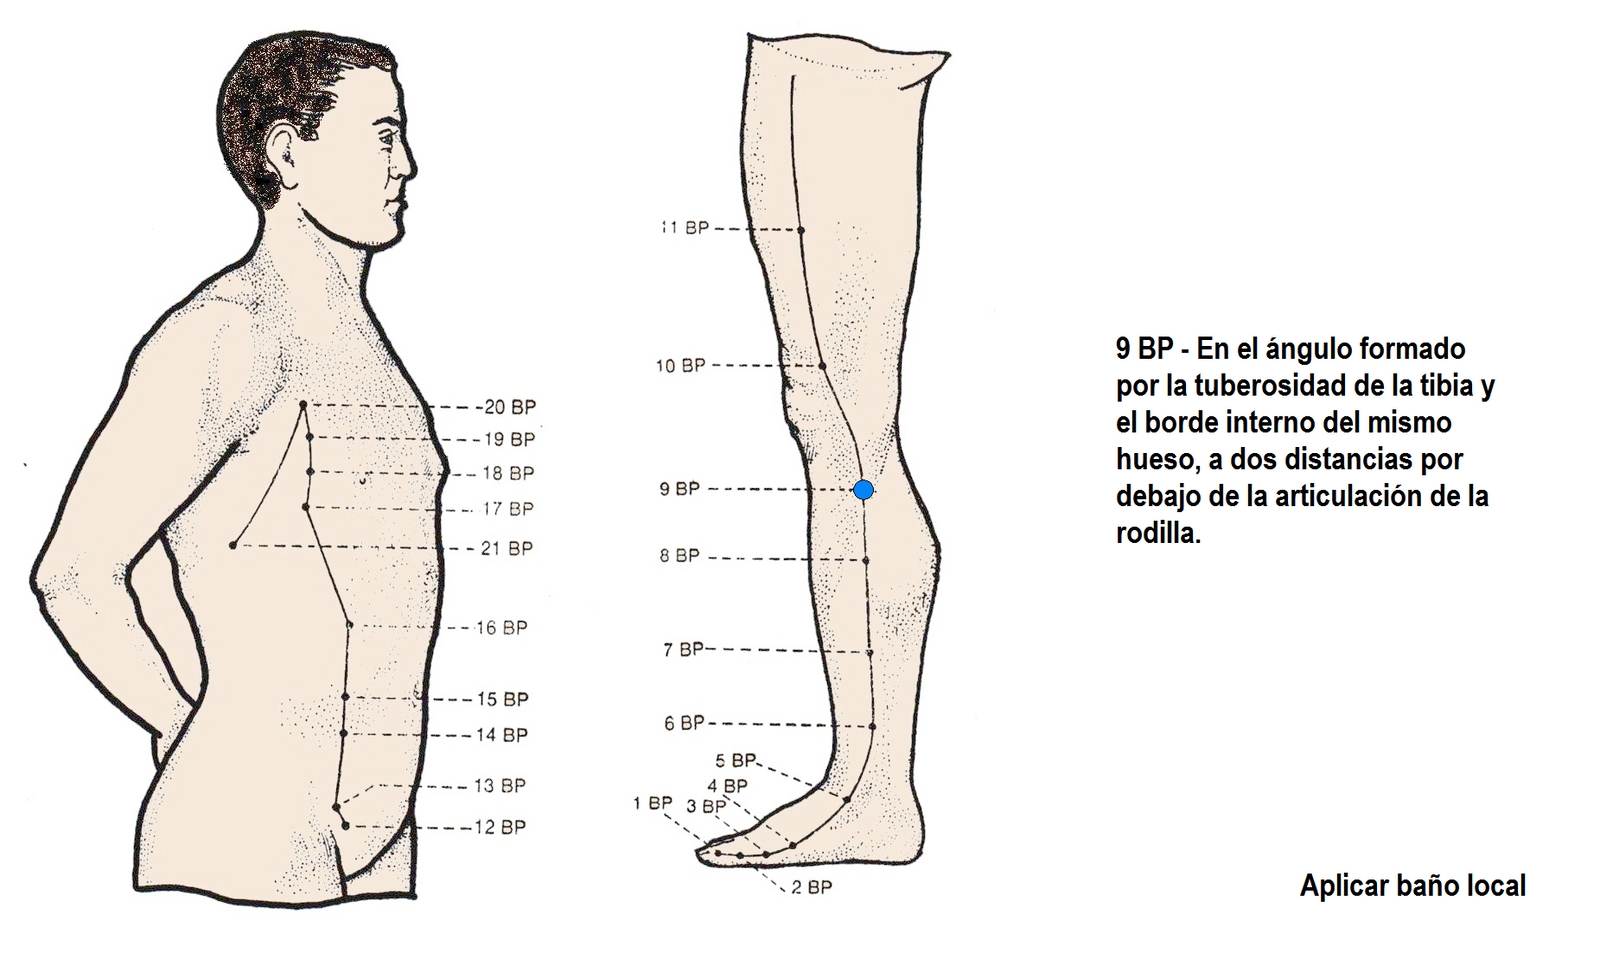 20 BP
19 BP
18 BP
17 BP
21 BP
16 BP
15 BP
14 BP
13 BP
12 BP
11 BP
10 BP
9 BP
8 BP
7 BP
6 BP
5 BP
4 BP
1 BP 3 BP
2 BP
9 BP - En el ángulo formado
por la tuberosidad de la tibia y
el borde interno del mismo
hueso, a dos distancias por
debajo de la articulación de la
rodilla.
Aplicar baño local